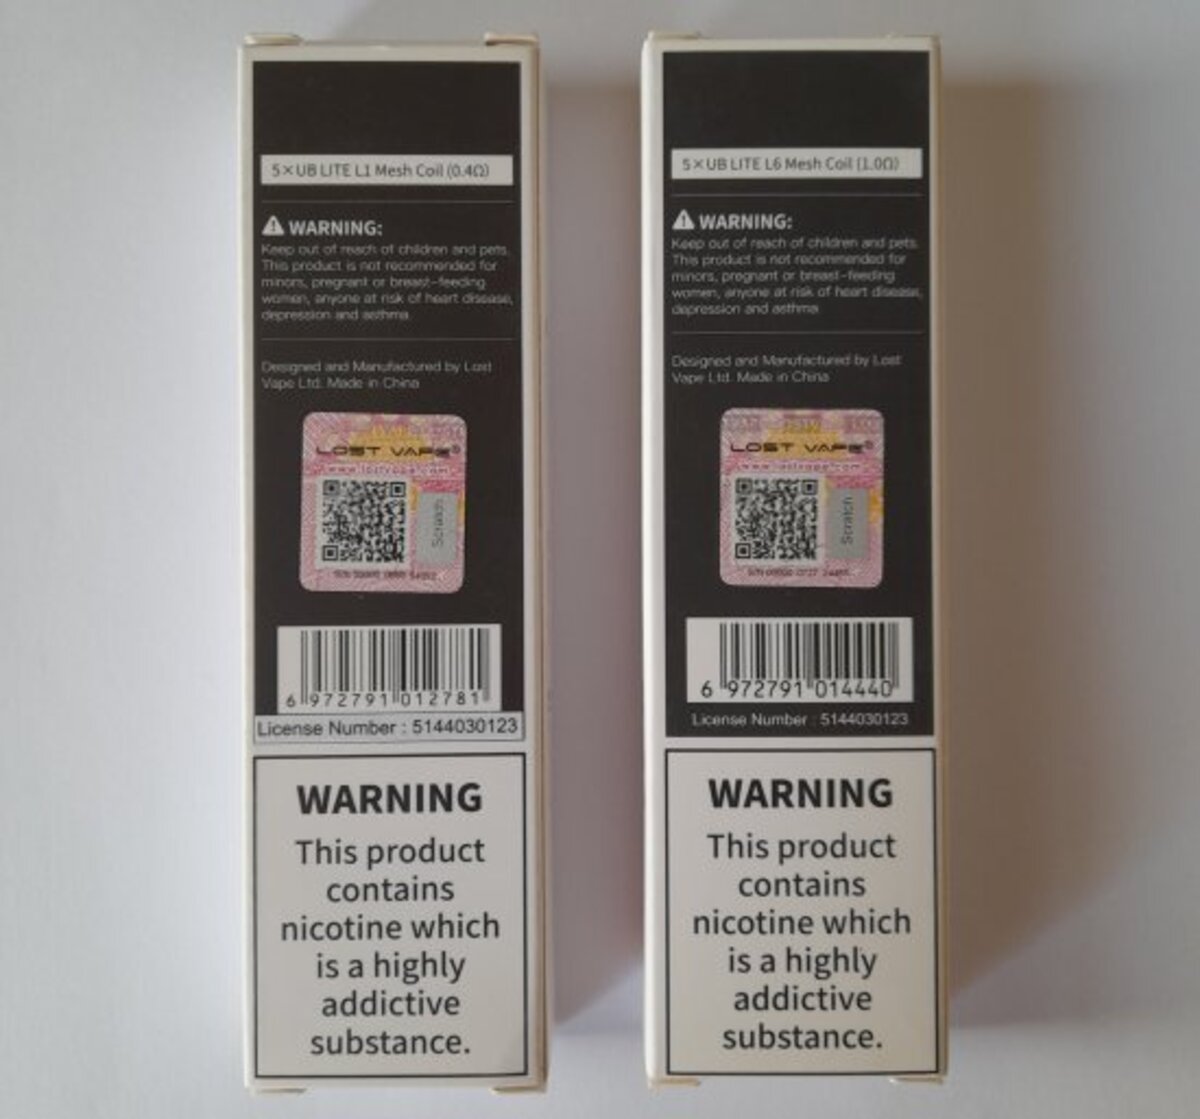 5×UB LITE L1 Mesh Coil (0.4Ω)
WARNING:
Keep out of reach of children and pets.
This product is not recommended for
minors, pregnant or breast-feeding
women, anyone at risk of heart disease,
depression and asthma
Designed and Manufactured by Lost
Vape Ltd. Made in China
LOST VAPE®
www.lostvape.com
Scratch
6 972791 012781
License Number : 5144030123
WARNING
This product
contains
nicotine which
is a highly
addictive
substance.
5×UB LITE L6 Mesh Coil (1.0Ω)
WARNING:
Keep out of reach of children and pets.
This product is not recommended for
minors, pregnant or breast-feeding
women, anyone at risk of heart disease,
depression and asthma
Designed and Manufactured by Lost
Vape Ltd. Made in China
LOST VAPE®
www.lostvape.com
Scratch
6 972791 014440
License Number : 5144030123
WARNING
This product
contains
nicotine which
is a highly
addictive
substance.